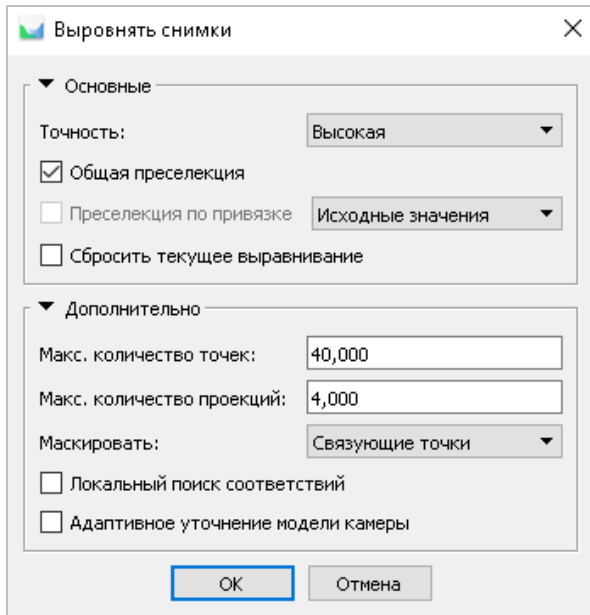 Выровнять снимки
Основные
Точность: Высокая
Общая преселекция
Преселекция по привязке Исходные значения
Сбросить текущее выравнивание
Дополнительно
Макс. количество точек: 40,000
Макс. количество проекций: 4,000
Маскировать: Связующие точки
Локальный поиск соответствий
Адаптивное уточнение модели камеры
OK Отмена